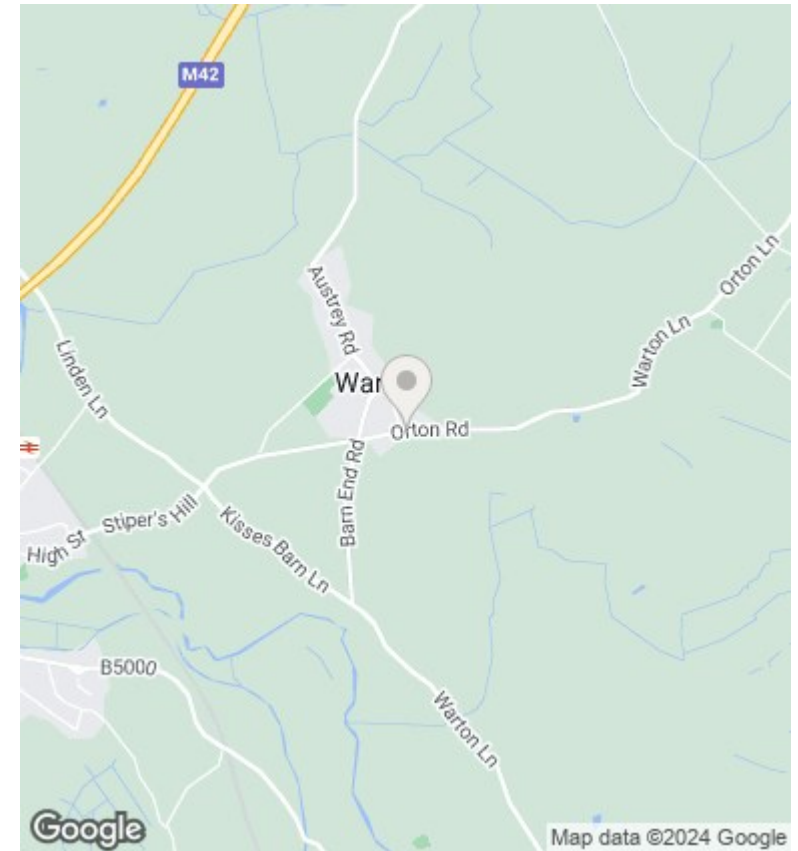 M42
Austrey Rd
Orton Ln
Warton Ln
Linden Ln
War
Orton Rd
Barn End Rd
Stiper's Hill
High St
Kisses Barn Ln
B5000
Warton Ln
Google
Map data ©2024 Google